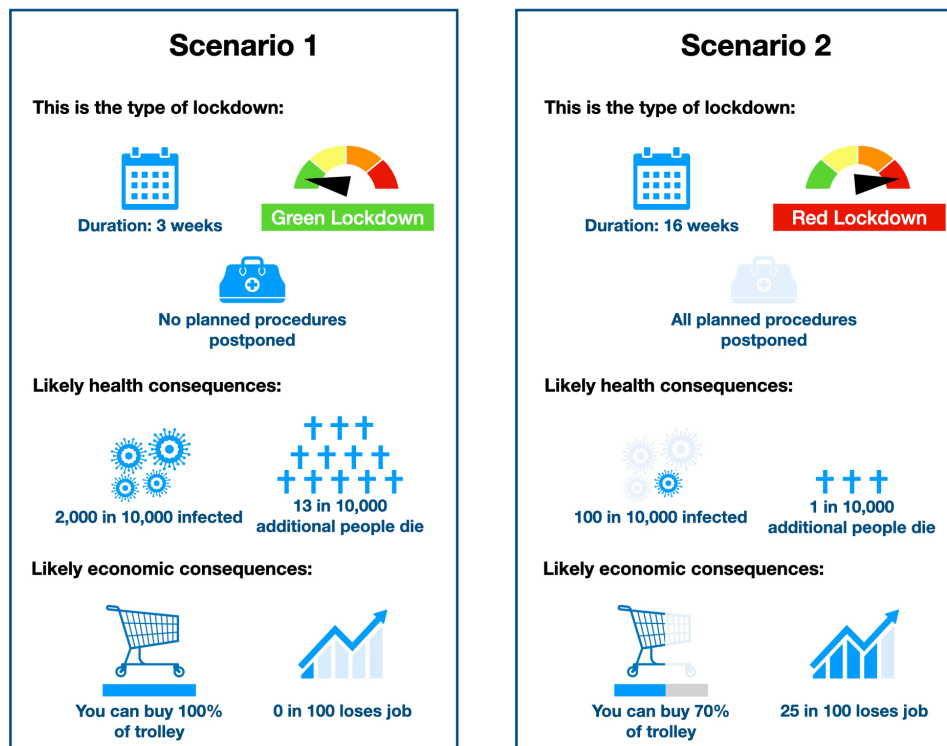 Scenario 1
This is the type of lockdown:
Duration: 3 weeks
Green Lockdown
No planned procedures
postponed
Likely health consequences:
2,000 in 10,000 infected
13 in 10,000
additional people die
Likely economic consequences:
You can buy 100%
of trolley
0 in 100 loses job
Scenario 2
This is the type of lockdown:
Duration: 16 weeks
Red Lockdown
All planned procedures
postponed
Likely health consequences:
100 in 10,000 infected
1 in 10,000
additional people die
Likely economic consequences:
You can buy 70%
of trolley
25 in 100 loses job